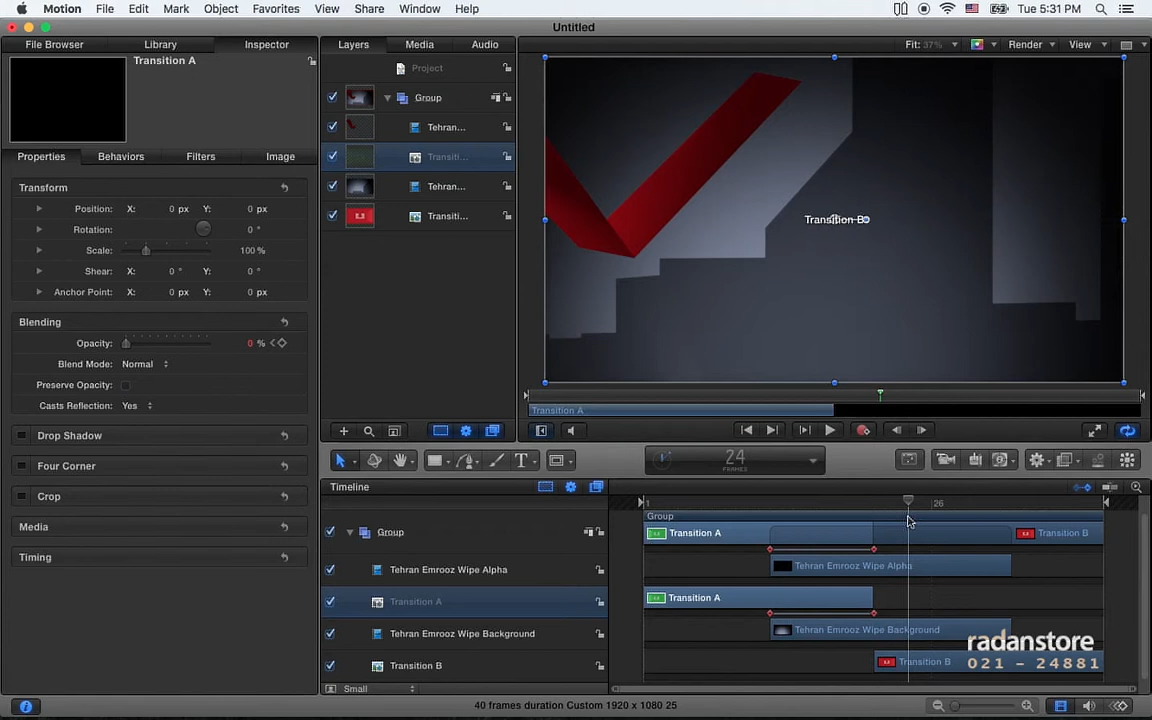 Motion File Edit Mark Object Favorites View Share Window Help Tue 5:31 PM
Untitled
File Browser Library Inspector Layers Media Audio Fit: 37% Render View
Transition A
Project
Group
Tehran...
Transiti...
Tehran...
Transiti...
Properties Behaviors Filters Image
Transform
Position: X: 0 px Y: 0 px
Rotation: 0 °
Scale: 100 %
Shear: X: 0 ° Y: 0 °
Anchor Point: X: 0 px Y: 0 px
Blending
Opacity: 0 %
Blend Mode: Normal
Preserve Opacity:
Casts Reflection: Yes
Drop Shadow
Four Corner
Crop
Media
Timing
Transition B
Transition A
T
24
FRAMES
Timeline
1 26
Group
Group
Transition A Transition B
Tehran Emrooz Wipe Alpha Tehran Emrooz Wipe Alpha
Transition A Transition A
Tehran Emrooz Wipe Background Tehran Emrooz Wipe Background
Transition B Transition B
radanstore
021 - 24881
Small
40 frames duration Custom 1920 x 1080 25